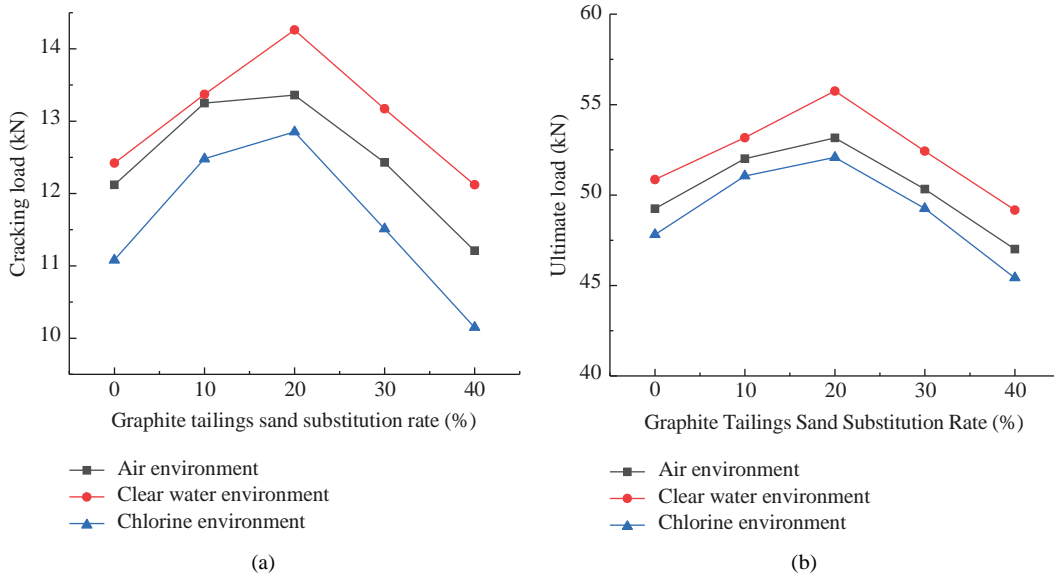 14
13
12
11
10
Cracking load (kN)
0 10 20 30 40
Graphite tailings sand substitution rate (%)
Air environment
Clear water environment
Chlorine environment
(a)
60
55
50
45
40
Ultimate load (kN)
0 10 20 30 40
Graphite Tailings Sand Substitution Rate (%)
Air environment
Clear water environment
Chlorine environment
(b)